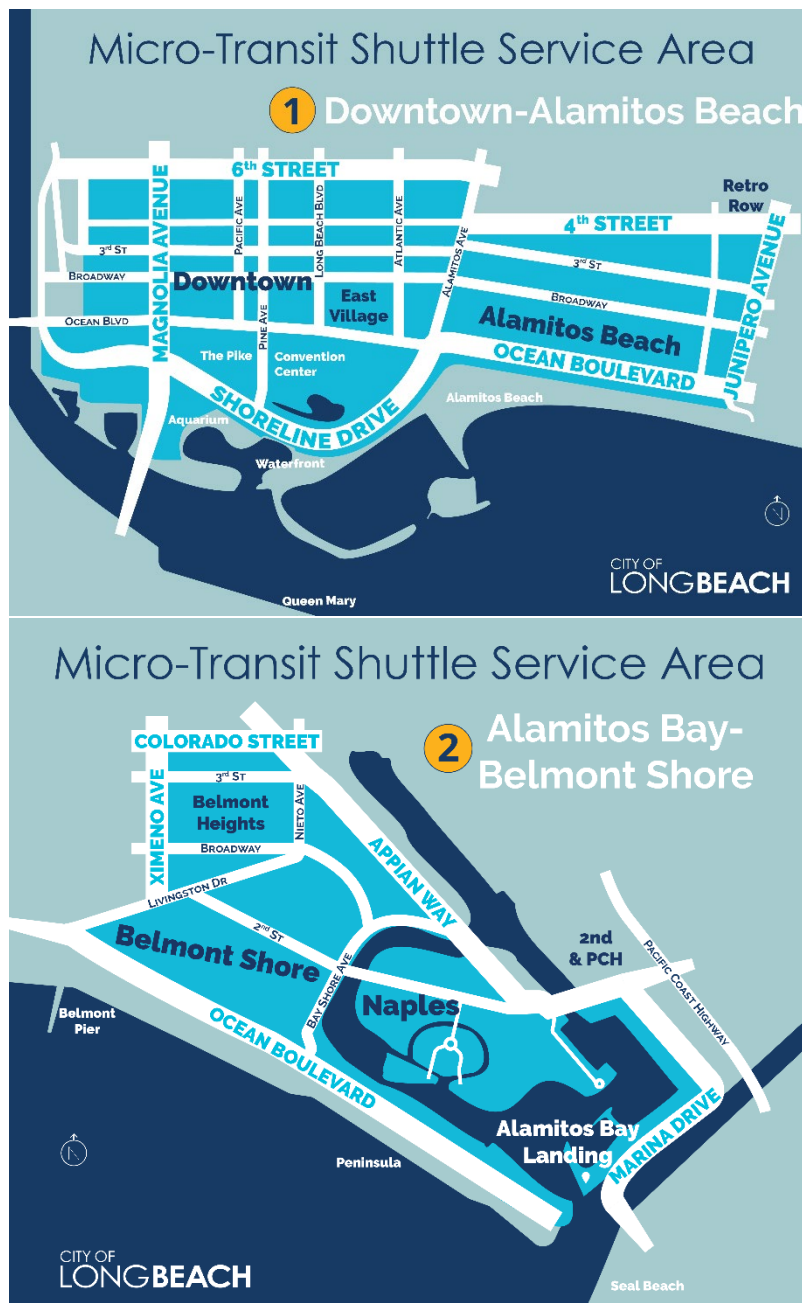 Micro-Transit Shuttle Service Area
1 Downtown-Alamitos Beach
6th STREET
MAGNOLIA AVENUE
PACIFIC AVE
LONG BEACH BLVD
ATLANTIC AVE
Retro
Row
4th STREET
3rd ST
3rd ST
ALAMITOS AVE
JUNIPERO AVENUE
BROADWAY
Downtown
East
Village
BROADWAY
OCEAN BLVD
PINE AVE
Alamitos Beach
The Pike
Convention
Center
OCEAN BOULEVARD
SHORELINE DRIVE
Alamitos Beach
Aquarium
Waterfront
N
CITY OF
LONGBEACH
Queen Mary
Micro-Transit Shuttle Service Area
2 Alamitos Bay-
Belmont Shore
COLORADO STREET
3rd ST
XIMENO AVE
Belmont
Heights
NIETO AVE
BROADWAY
LIVINGSTON DR
APPIAN WAY
2nd ST
Belmont Shore
2nd
& PCH
PACIFIC COAST HIGHWAY
BAY SHORE AVE
Naples
Belmont
Pier
OCEAN BOULEVARD
Alamitos Bay
Landing
MARINA DRIVE
N
Peninsula
CITY OF
LONGBEACH
Seal Beach